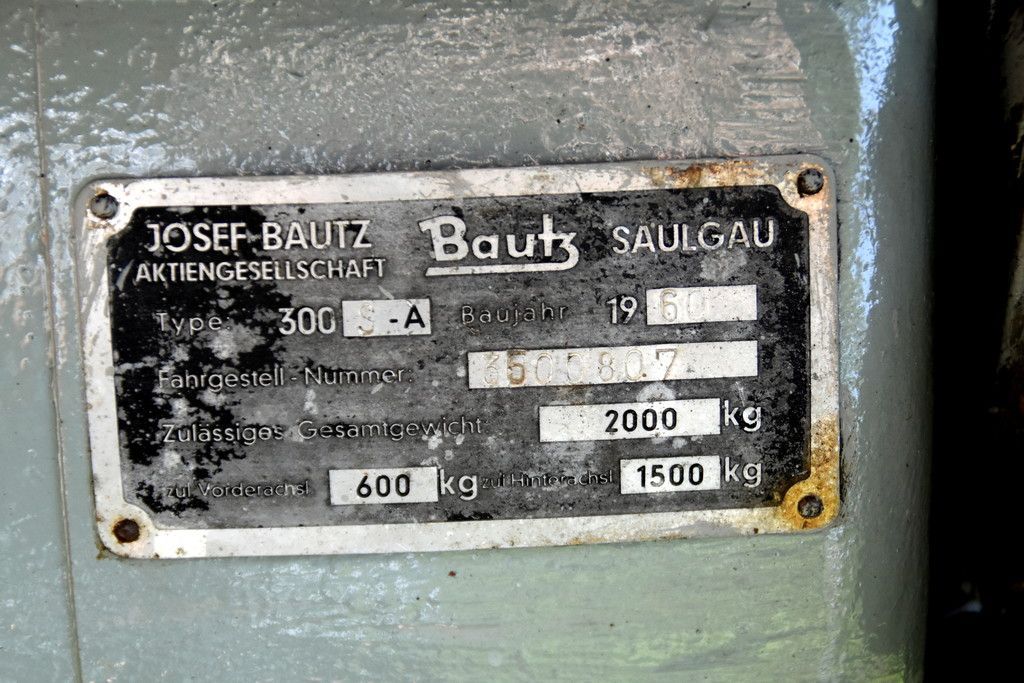 JOSEF BAUTZ Bautz SAULGAU
AKTIENGESELLSCHAFT
Type: 300 S -A Baujahr 19 60
Fahrgestell-Nummer: 6500807
Zulässiges Gesamtgewicht 2000 kg
zul Vorderachsl 600 kg zul Hinterachsl 1500 kg